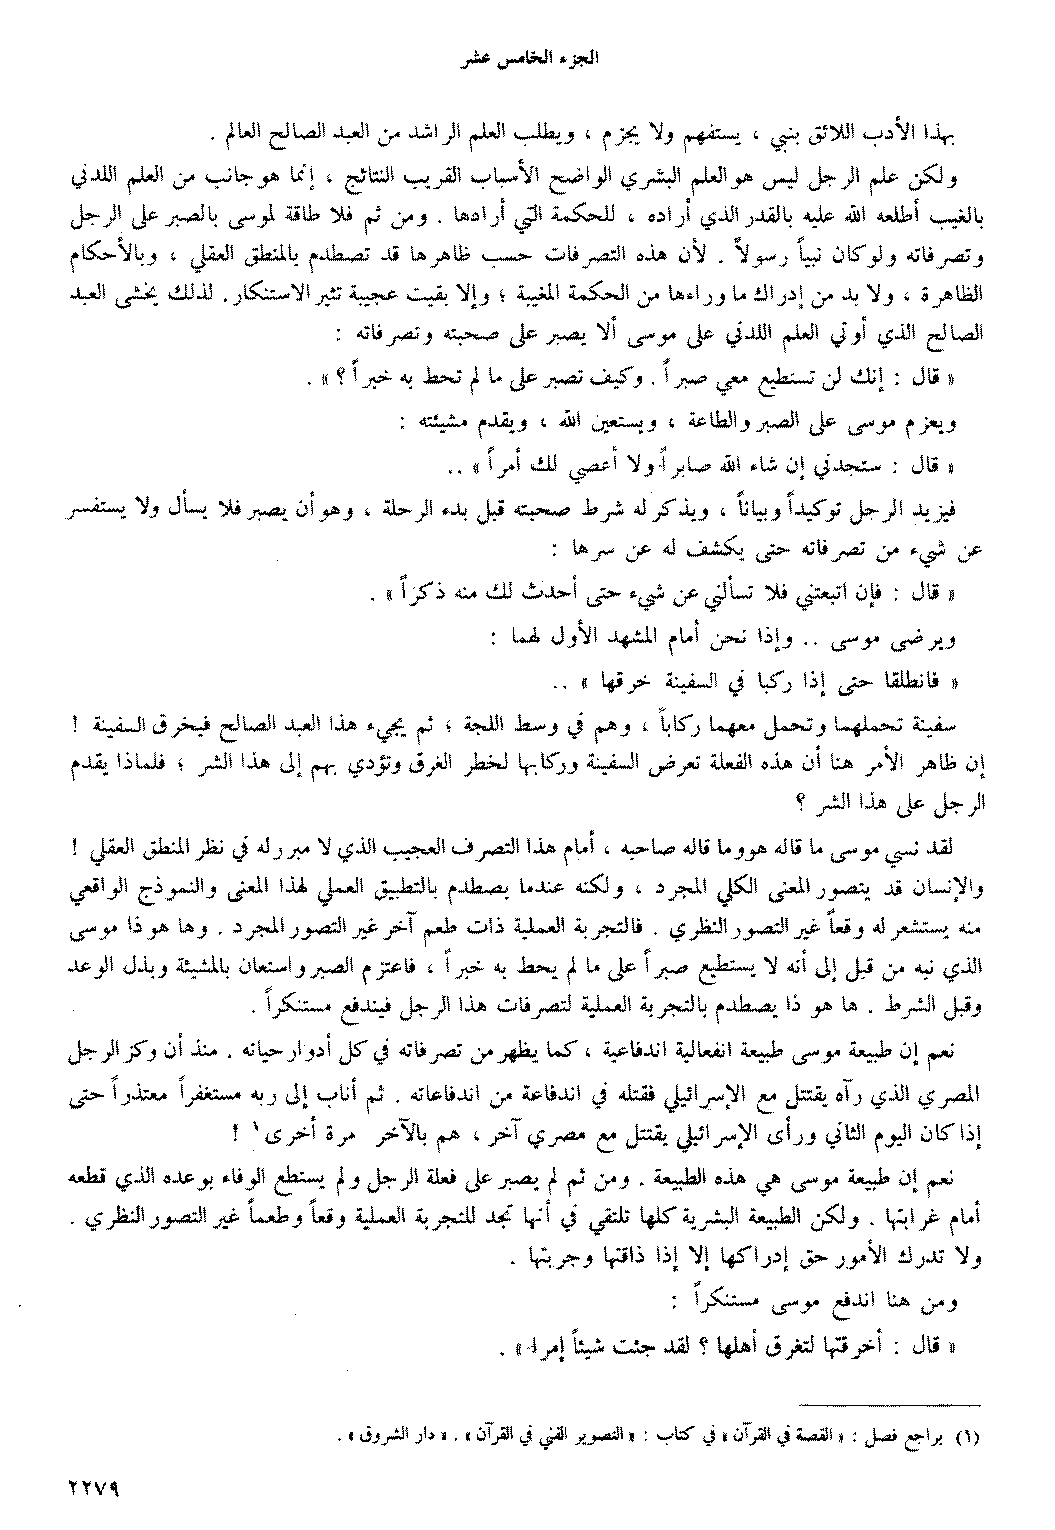 الجزء الخامس عشر
بهذا الأدب اللائق بنبي ، يستفهم ولا يجزم ، ويطلب العلم الراشد من العبد الصالح العالم .
ولكن علم الرجل ليس هو العلم البشري الواضح الأسباب القريب النتائج ، إنما هو جانب من العلم اللدني
بالغيب أطلعه الله عليه بالقدر الذي أراده ، للحكمة التي أرادها . ومن ثم فلا طاقة لموسى بالصبر على الرجل
وتصرفاته ولو كان نبياً رسولاً . لأن هذه التصرفات حسب ظاهرها قد تصطدم بالمنطق العقلي ، وبالأحكام
الظاهرة ، ولا بد من إدراك ما وراءها من الحكمة المغيبة ؛ وإلا بقيت عجيبة تثير الاستنكار. لذلك يخشى العبد
الصالح الذي أوتي العلم اللدني على موسى ألا يصبر على صحبته وتصرفاته :
« قال : إنك لن تستطيع معي صبراً . وكيف تصبر على ما لم تحط به خبراً ؟ » .
ويعزم موسى على الصبر والطاعة ، ويستعين الله ، ويقدم مشيئته :
« قال : ستجدني إن شاء الله صابراً ولا أعصي لك أمراً » ..
فيزيد الرجل توكيداً وبياناً ، ويذكر له شرط صحبته قبل بدء الرحلة ، وهو أن يصبر فلا يسأل ولا يستفسر
عن شيء من تصرفاته حتى يكشف له عن سرها :
« قال : فإن اتبعتني فلا تسألني عن شيء حتى أحدث لك منه ذكراً » .
ويرضى موسى .. وإذا نحن أمام المشهد الأول لهما :
« فانطلقا حتى إذا ركبا في السفينة خرقها » ..
سفينة تحملهما وتحمل معهما ركاباً ، وهم في وسط اللجة ؛ ثم يجيء هذا العبد الصالح فيخرق السفينة !
إن ظاهر الأمر هنا أن هذه الفعلة تعرض السفينة وركابها لخطر الغرق وتؤدي بهم إلى هذا الشر ؛ فلماذا يقدم
الرجل على هذا الشر ؟
لقد نسي موسى ما قاله هو وما قاله صاحبه ، أمام هذا التصرف العجيب الذي لا مبرر له في نظر المنطق العقلي !
والإنسان قد يتصور المعنى الكلي المجرد ، ولكنه عندما يصطدم بالتطبيق العملي لهذا المعنى والنموذج الواقعي
منه يستشعر له وقعاً غير التصور النظري . فالتجربة العملية ذات طعم آخر غير التصور المجرد . وها هو ذا موسى
الذي نبه من قبل إلى أنه لا يستطيع صبراً على ما لم يحط به خبراً ، فاعتزم الصبر واستعان بالمشيئة وبذل الوعد
وقبل الشرط . ها هو ذا يصطدم بالتجربة العملية لتصرفات هذا الرجل فيندفع مستنكراً .
نعم إن طبيعة موسى طبيعة انفعالية اندفاعية ، كما يظهر من تصرفاته في كل أدوار حياته . منذ أن وكز الرجل
المصري الذي رآه يقتتل مع الإسرائيلي فقتله في اندفاعة من اندفاعاته . ثم أناب إلى ربه مستغفراً معتذراً حتى
إذا كان اليوم الثاني ورأى الإسرائيلي يقتتل مع مصري آخر ، هم بالآخر مرة أخرى١ !
نعم إن طبيعة موسى هي هذه الطبيعة . ومن ثم لم يصبر على فعلة الرجل ولم يستطع الوفاء بوعده الذي قطعه
أمام غرابتها . ولكن الطبيعة البشرية كلها تلتقي في أنها تجد للتجربة العملية وقعاً وطعماً غير التصور النظري .
ولا تدرك الأمور حق إدراكها إلا إذا ذاقتها وجربتها .
ومن هنا اندفع موسى مستنكراً :
« قال : أخرقتها لتغرق أهلها ؟ لقد جئت شيئاً إمرا » .
(١) يراجع فصل : « القصة في القرآن » في كتاب : « التصوير الفني في القرآن » . « دار الشروق » .
٢٢٧٩